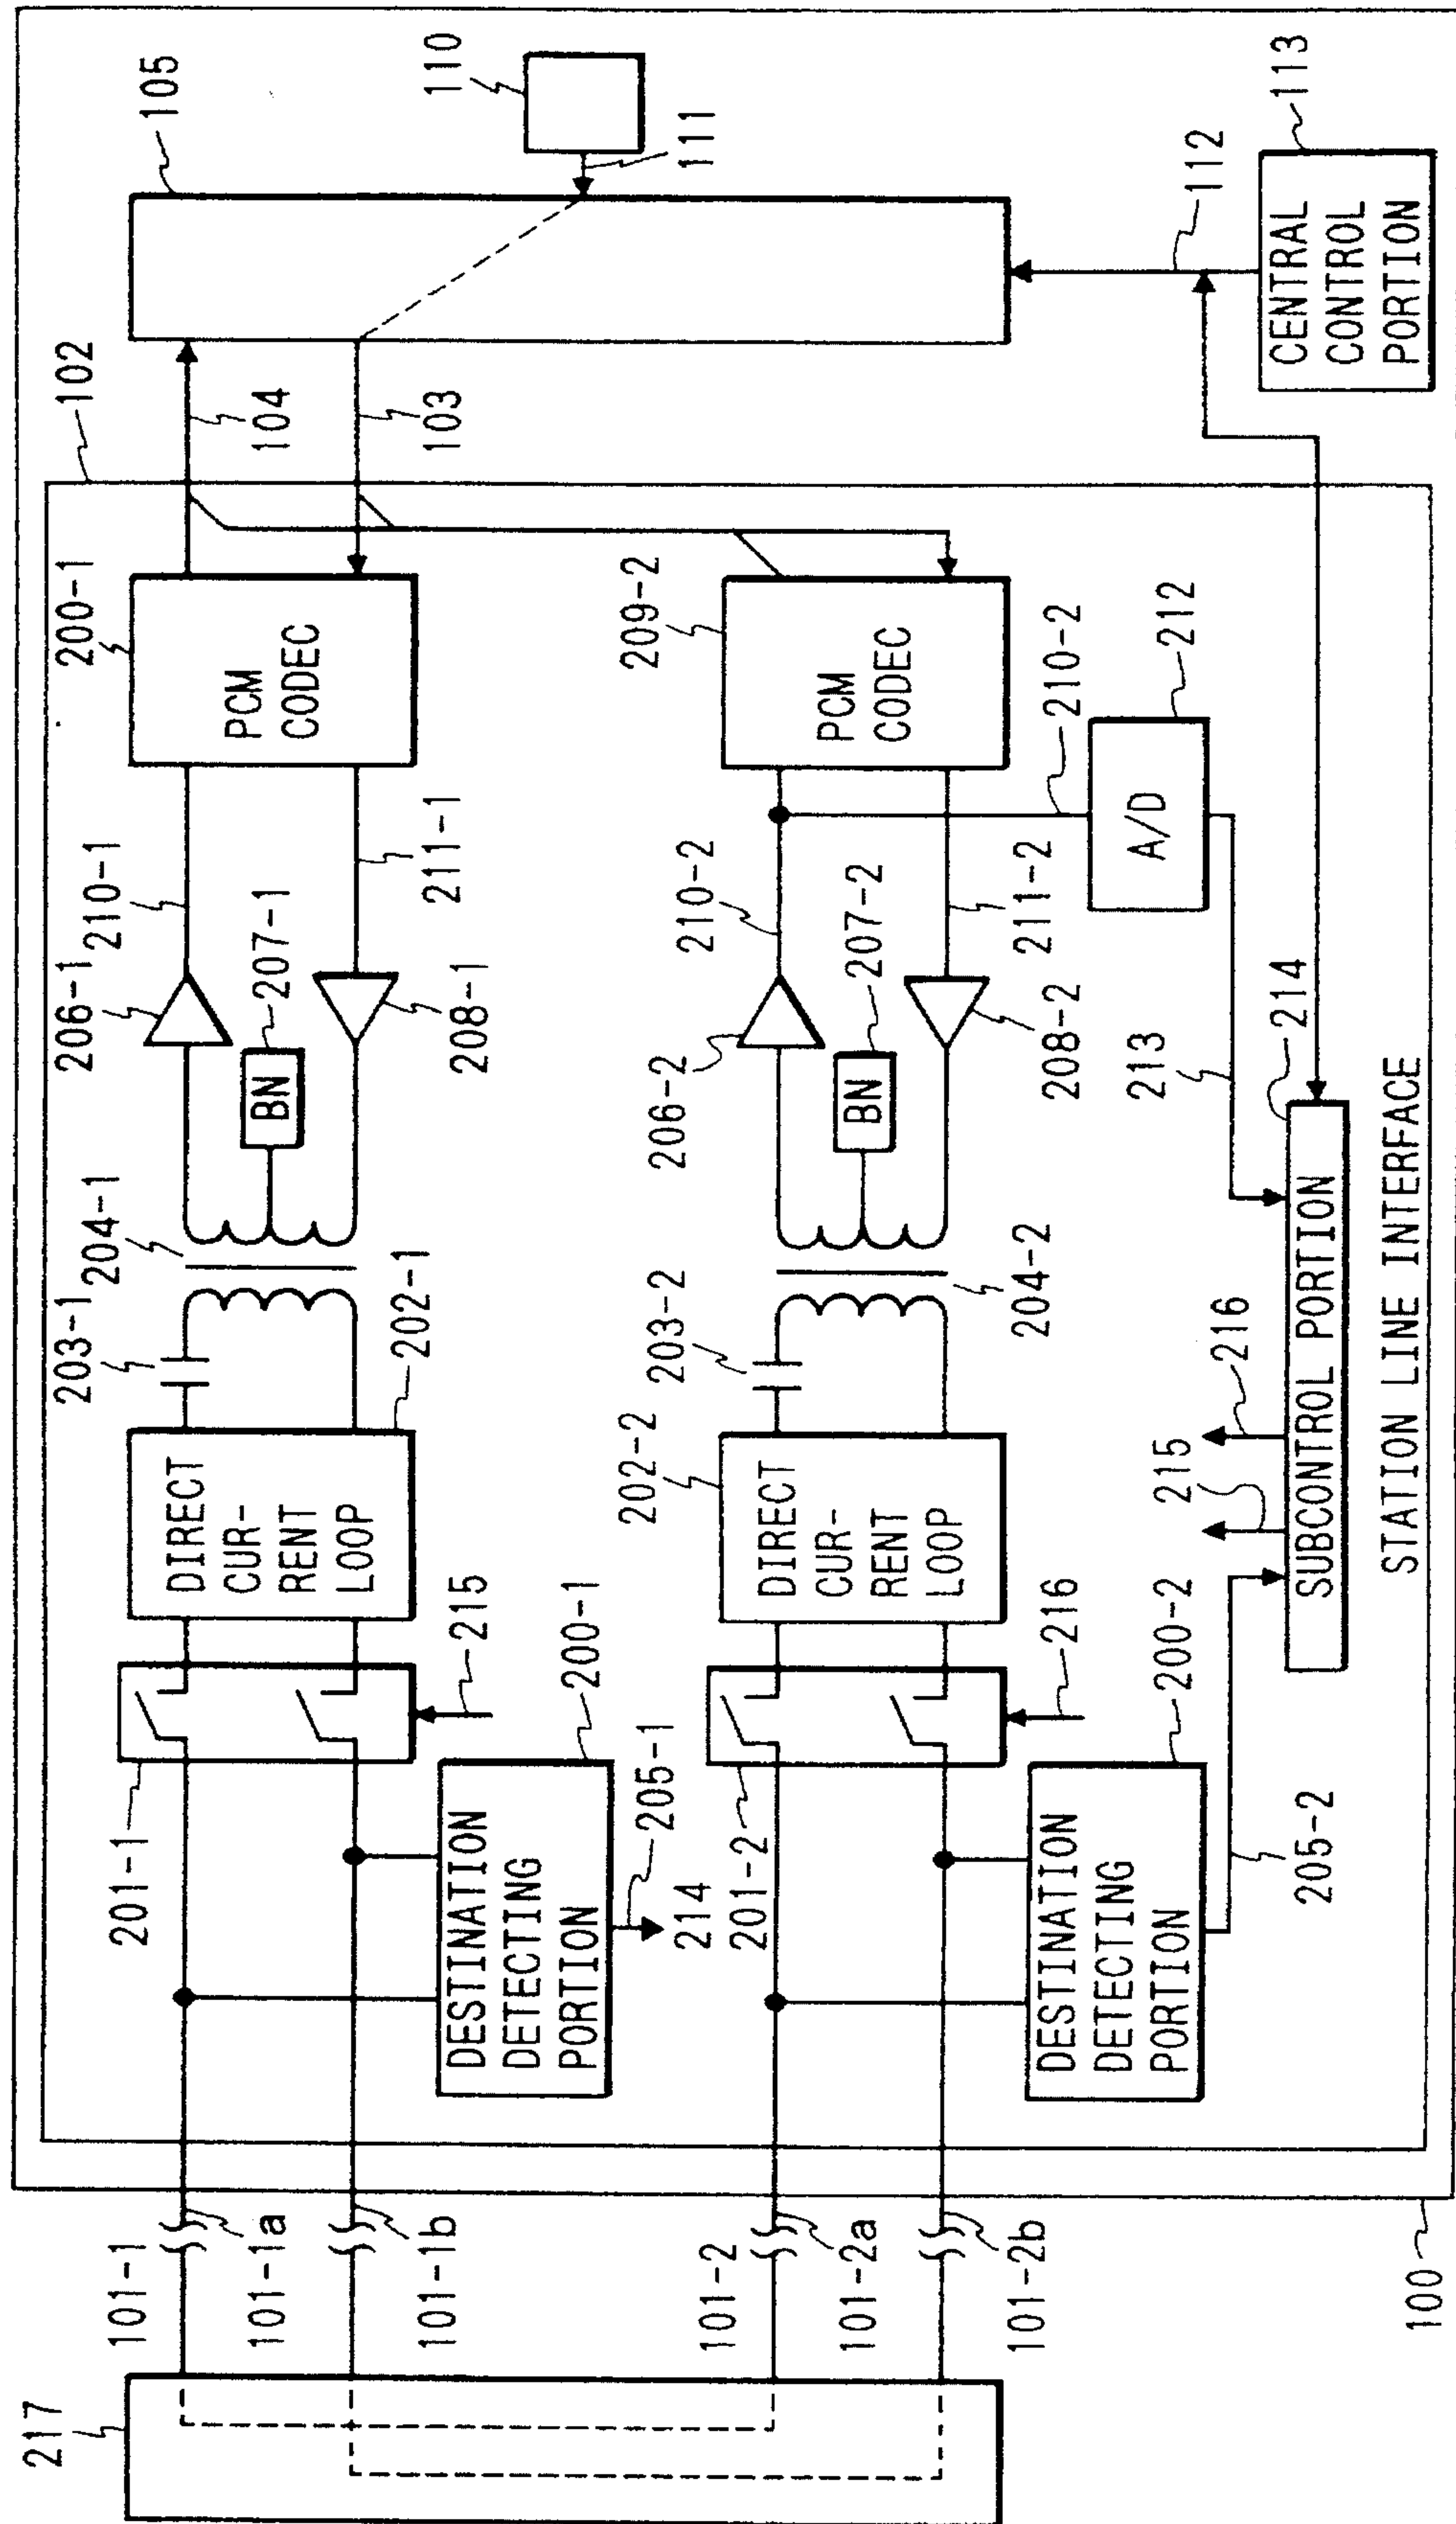 217
101-1
101-1a
101-1b
101-2
101-2a
101-2b
100
201-1
DESTINATION
DETECTING
PORTION
200-1
205-1
214
215
DIRECT
CUR-
RENT
LOOP
202-1
203-1
204-1
206-1
BN
207-1
208-1
210-1
211-1
PCM
CODEC
200-1
102
104
103
105
110
111
201-2
DESTINATION
DETECTING
PORTION
200-2
205-2
216
DIRECT
CUR-
RENT
LOOP
202-2
203-2
204-2
206-2
BN
207-2
208-2
210-2
211-2
PCM
CODEC
209-2
210-2
A/D
212
213
214
SUBCONTROL PORTION
215
216
STATION LINE INTERFACE
112
CENTRAL
CONTROL
PORTION
113